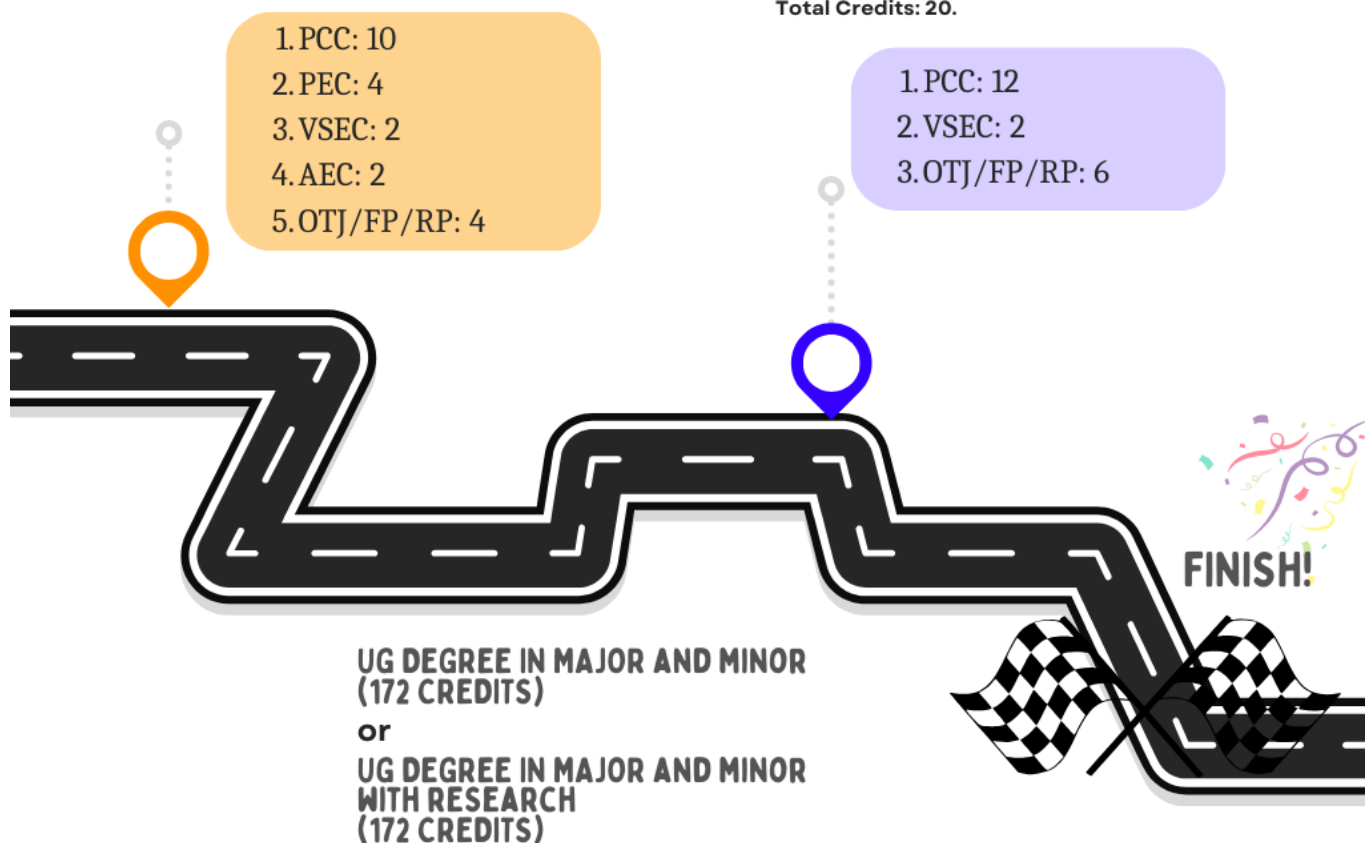 Total Credits: 20.
1. PCC: 10
2. PEC: 4
3. VSEC: 2
4. AEC: 2
5. OTJ/FP/RP: 4
1. PCC: 12
2. VSEC: 2
3. OTJ/FP/RP: 6
FINISH!
UG DEGREE IN MAJOR AND MINOR
(172 CREDITS)
or
UG DEGREE IN MAJOR AND MINOR
WITH RESEARCH
(172 CREDITS)